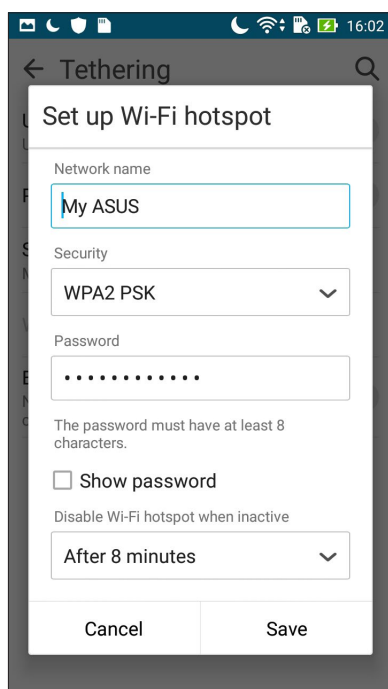 16:02
Tethering
Set up Wi-Fi hotspot
Network name
My ASUS
Security
WPA2 PSK
Password
••••••••••••
The password must have at least 8
characters.
Show password
Disable Wi-Fi hotspot when inactive
After 8 minutes
Cancel Save